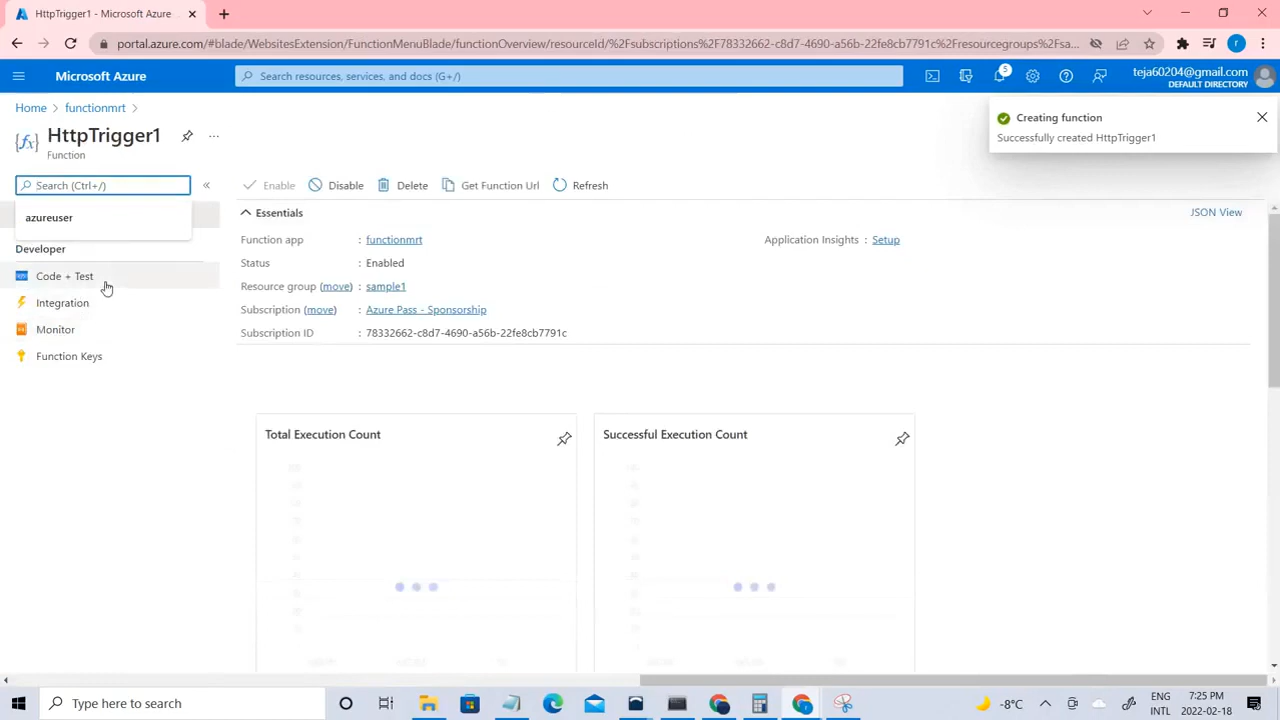 HttpTrigger1 - Microsoft Azure
portal.azure.com/#blade/WebsitesExtension/FunctionMenuBlade/functionOverview/resourceId/%2Fsubscriptions%2F78332662-c8d7-4690-a56b-22fe8cb7791c%2Fresourcegroups%2Fsa...
r
Microsoft Azure
Search resources, services, and docs (G+/)
5
teja60204@gmail.com
DEFAULT DIRECTORY
Home > functionmrt >
HttpTrigger1
Function
Creating function
Successfully created HttpTrigger1
Search (Ctrl+/)
«
azureuser
Developer
Code + Test
Integration
Monitor
Function Keys
Enable
Disable
Delete
Get Function Url
Refresh
Essentials
JSON View
Function app : functionmrt
Application Insights : Setup
Status : Enabled
Resource group (move) : sample1
Subscription (move) : Azure Pass - Sponsorship
Subscription ID : 78332662-c8d7-4690-a56b-22fe8cb7791c
Total Execution Count
Successful Execution Count
Type here to search
-8°C
ENG
INTL
7:25 PM
2022-02-18